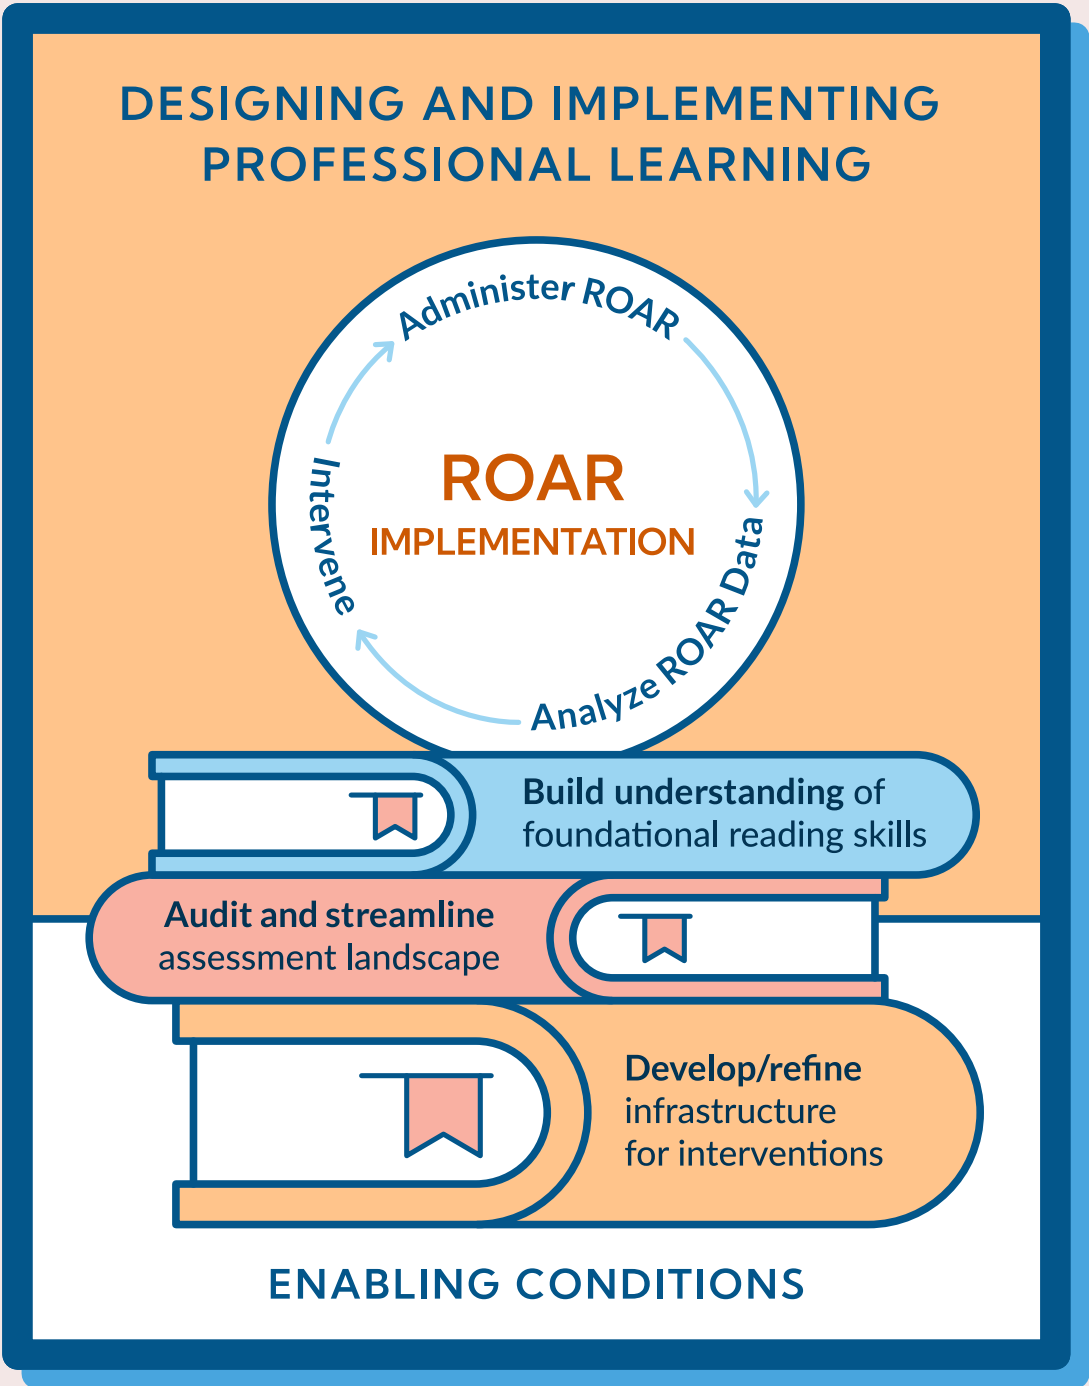 DESIGNING AND IMPLEMENTING
PROFESSIONAL LEARNING
Administer ROAR
Analyze ROAR Data
Intervene
ROAR
IMPLEMENTATION
Build understanding of
foundational reading skills
Audit and streamline
assessment landscape
Develop/refine
infrastructure
for interventions
ENABLING CONDITIONS